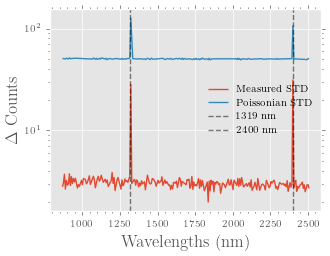 10²
10¹
Δ Counts
Measured STD
Poissonian STD
1319 nm
2400 nm
1000 1250 1500 1750 2000 2250 2500
Wavelengths (nm)